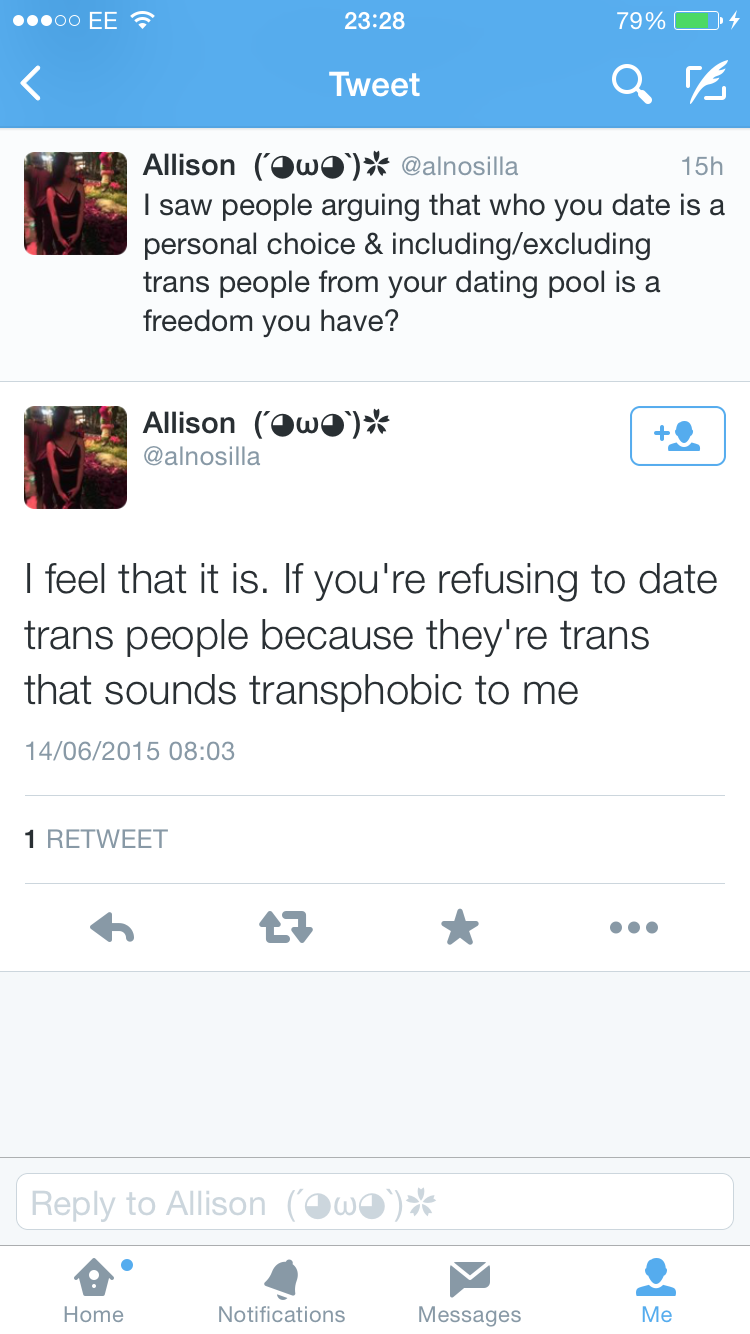 EE 23:28 79%
Tweet
Allison (´◕ω◕`)✲ @alnosilla 15h
I saw people arguing that who you date is a
personal choice & including/excluding
trans people from your dating pool is a
freedom you have?
Allison (´◕ω◕`)✲
@alnosilla
I feel that it is. If you're refusing to date
trans people because they're trans
that sounds transphobic to me
14/06/2015 08:03
1 RETWEET
Reply to Allison (´◕ω◕`)✲
Home Notifications Messages Me